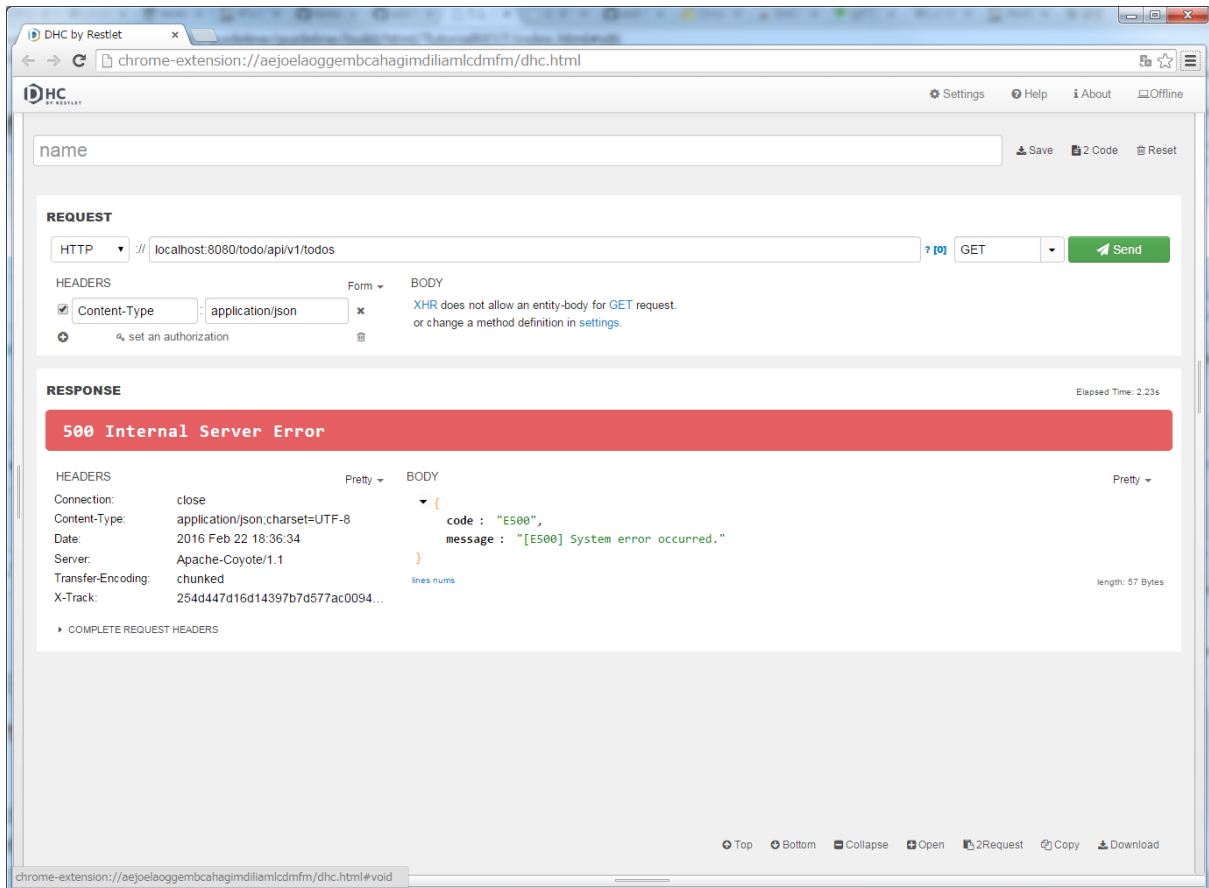 DHC by Restlet
chrome-extension://aejoelaoggembcahagimdiliamlcdmfm/dhc.html
DHC BY RESTLET Settings Help About Offline
name Save 2 Code Reset
REQUEST
HTTP :// localhost:8080/todo/api/v1/todos ? [0] GET Send
HEADERS Form BODY
Content-Type : application/json XHR does not allow an entity-body for GET request.
or change a method definition in settings.
set an authorization
RESPONSE Elapsed Time: 2.23s
500 Internal Server Error
HEADERS Pretty BODY Pretty
Connection: close {
Content-Type: application/json;charset=UTF-8 code : "E500",
Date: 2016 Feb 22 18:36:34 message : "[E500] System error occurred."
Server: Apache-Coyote/1.1 }
Transfer-Encoding: chunked lines nums length: 57 Bytes
X-Track: 254d447d16d14397b7d577ac0094...
COMPLETE REQUEST HEADERS
Top Bottom Collapse Open 2Request Copy Download
chrome-extension://aejoelaoggembcahagimdiliamlcdmfm/dhc.html#void